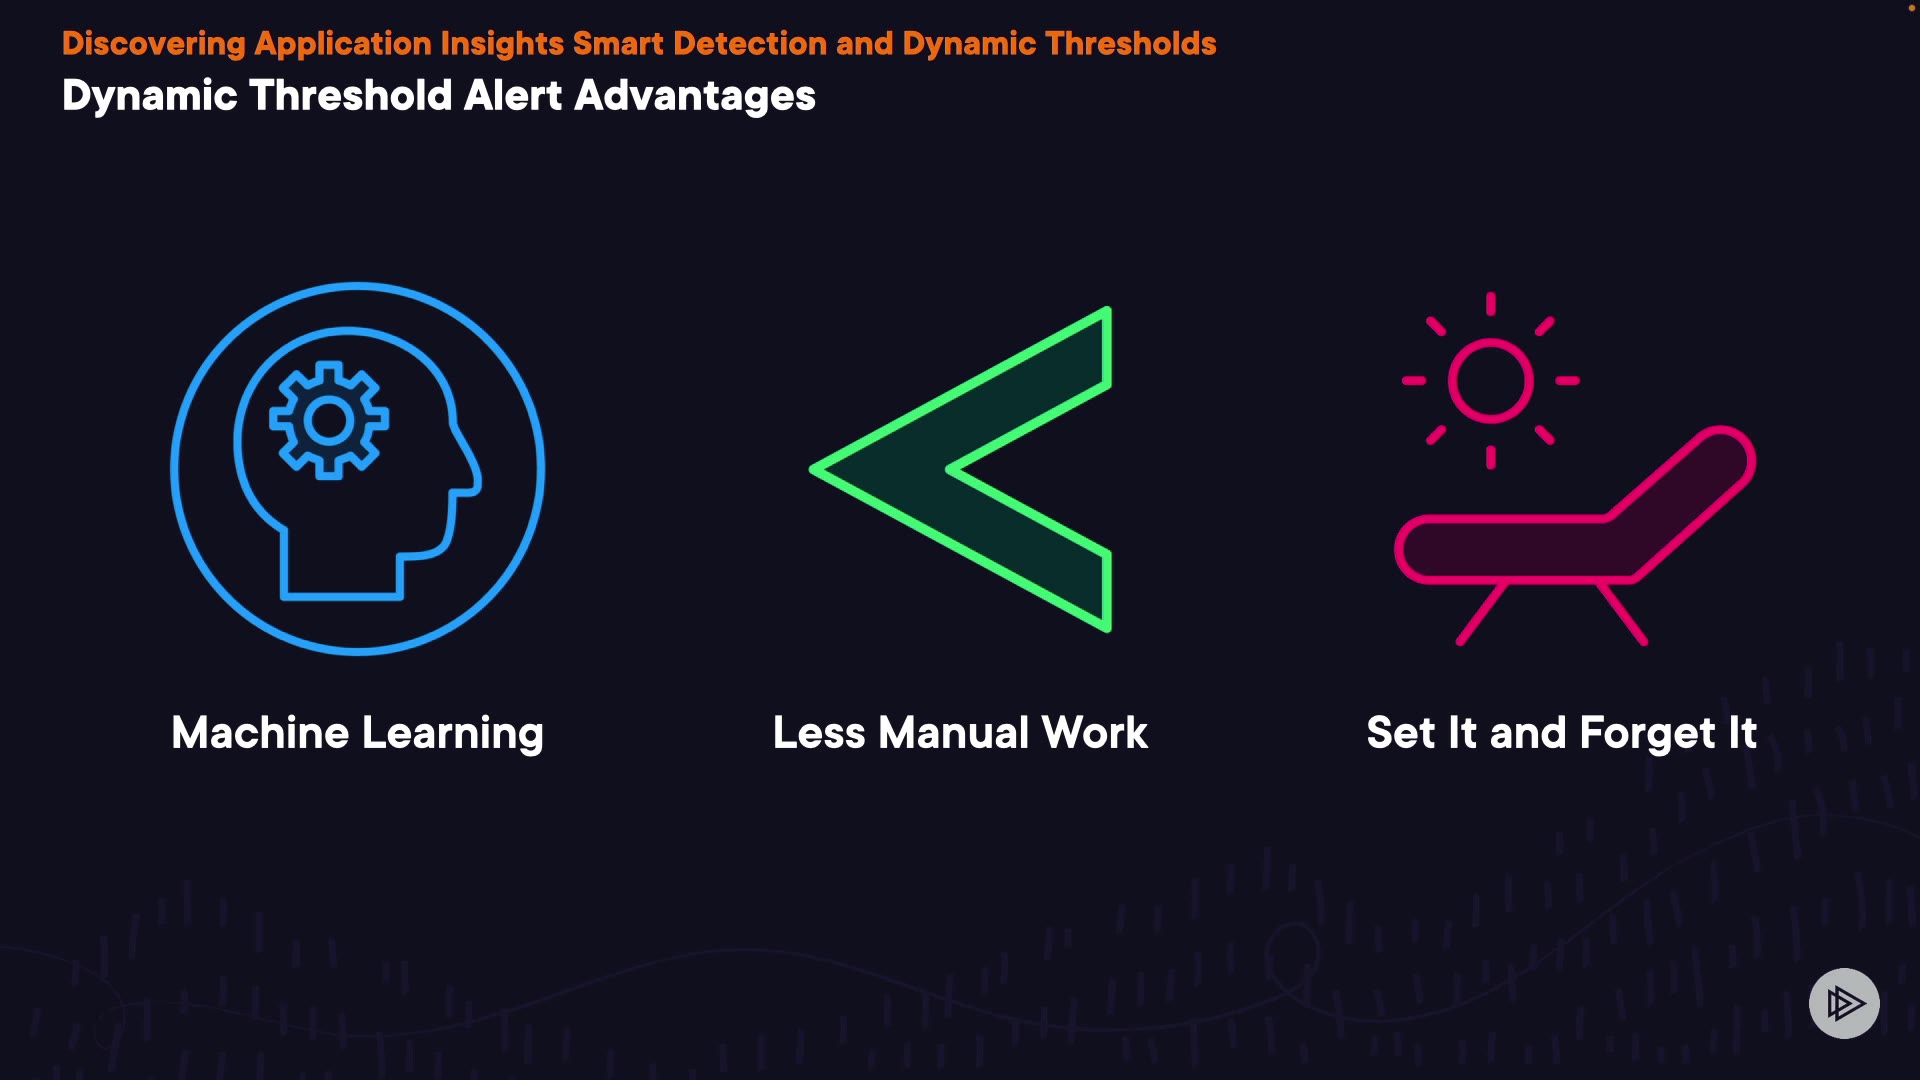 Discovering Application Insights Smart Detection and Dynamic Thresholds
Dynamic Threshold Alert Advantages
Machine Learning
Less Manual Work
Set It and Forget It